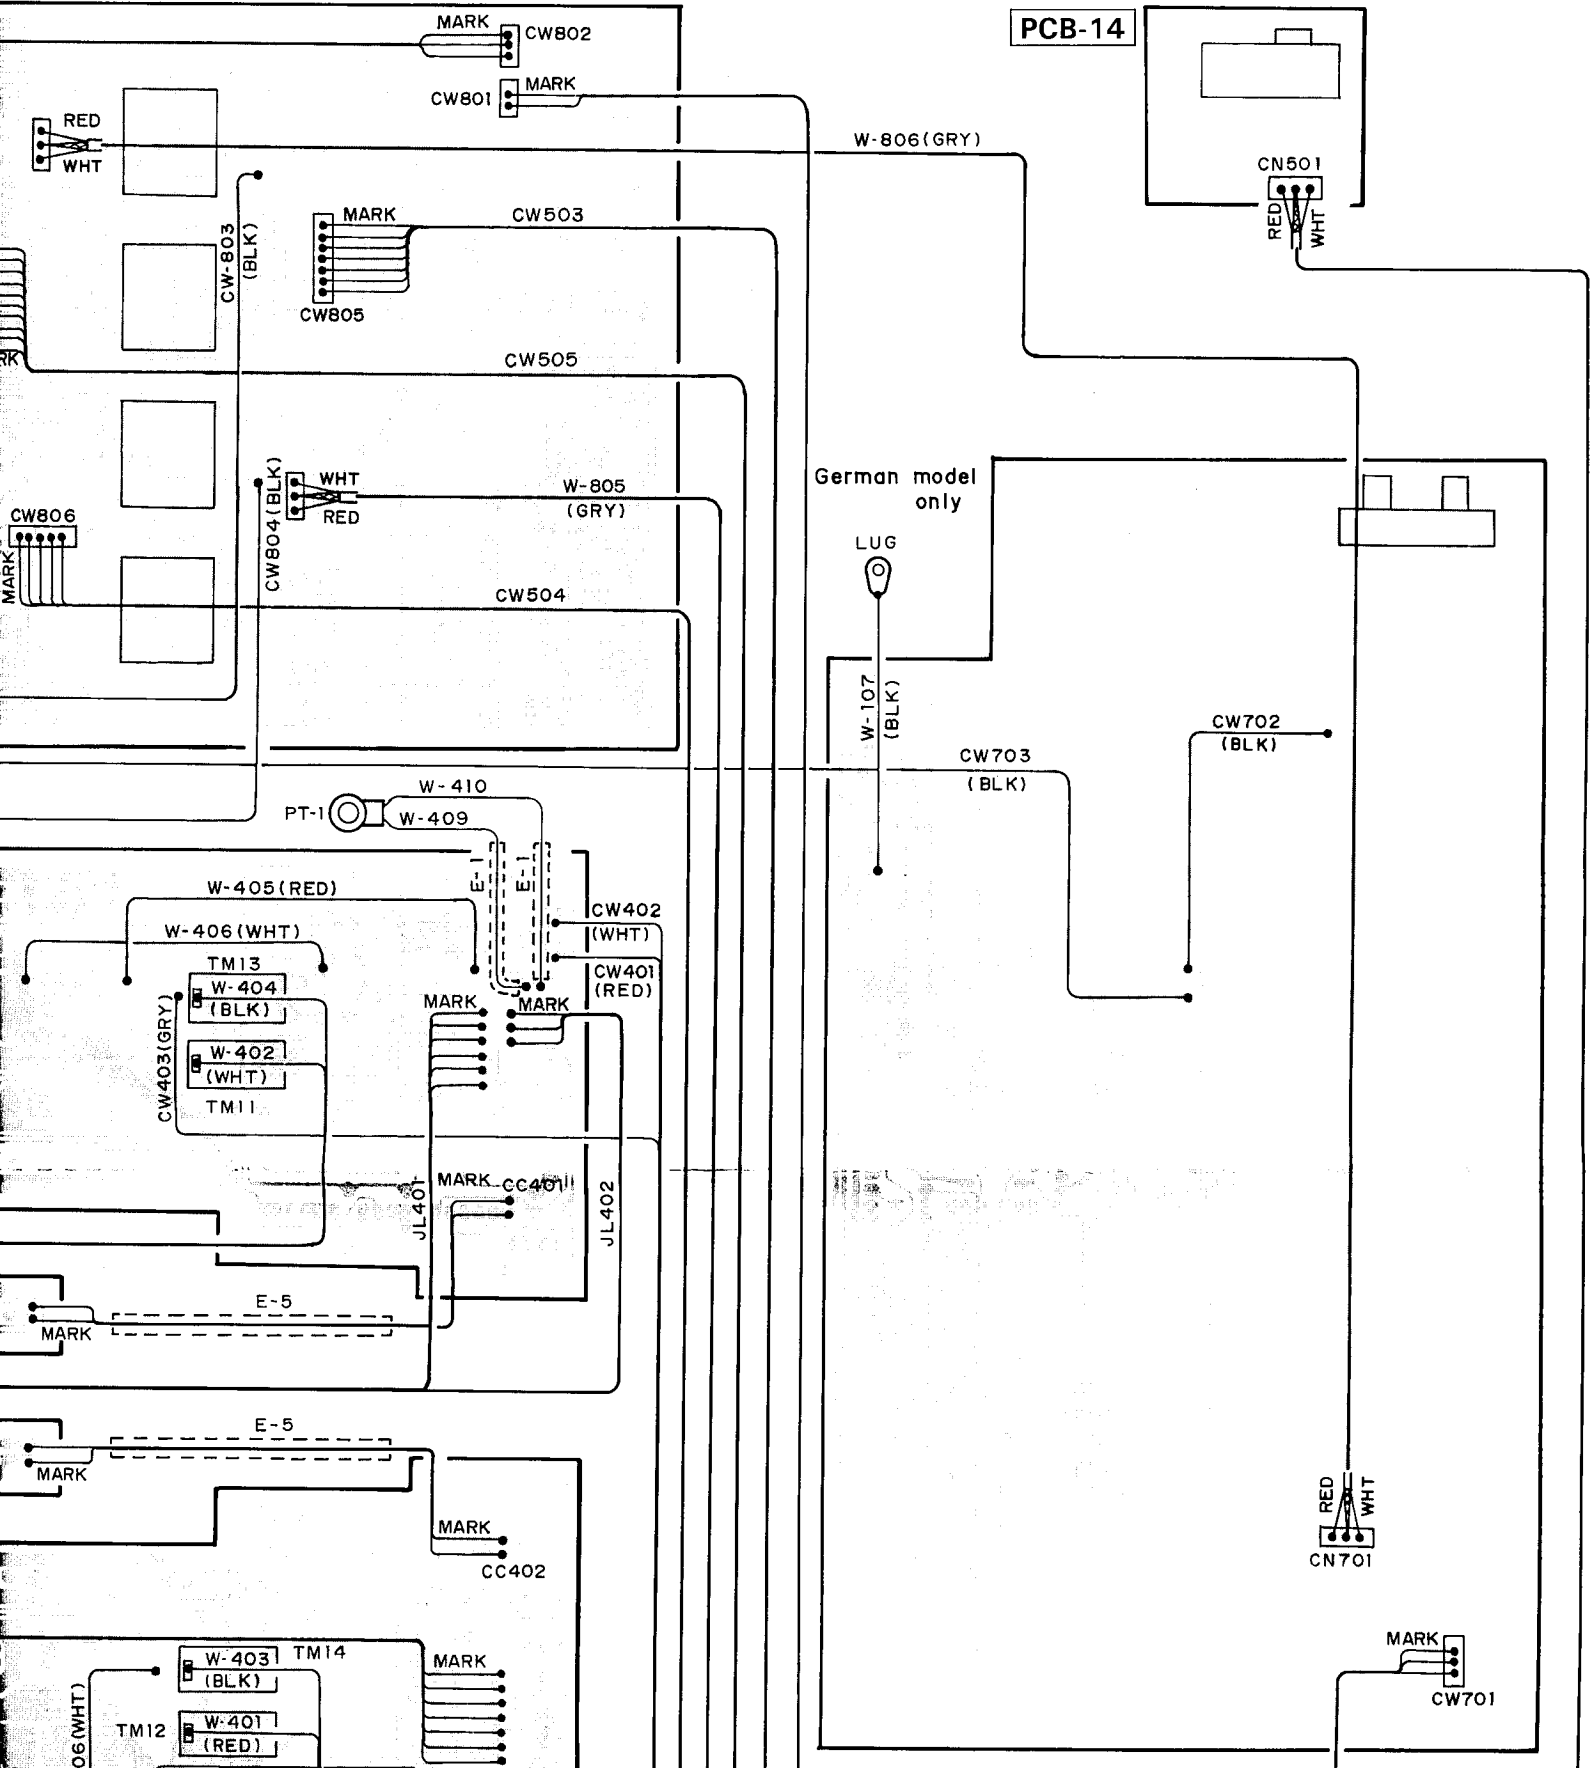 MARK
CW802
PCB-14
MARK
CW801
RED
WHT
W-806(GRY)
CN501
RED
WHT
MARK
CW503
CW-803
(BLK)
CW805
CW505
German model
only
CW804(BLK)
WHT
RED
W-805
(GRY)
CW806
MARK
LUG
CW504
W-107
(BLK)
CW702
(BLK)
CW703
(BLK)
W-410
PT-1
W-409
E-1
E-1
W-405(RED)
CW402
(WHT)
W-406(WHT)
TM13
W-404
(BLK)
CW401
(RED)
MARK
MARK
CW403(GRY)
W-402
(WHT)
TM11
JL401
MARK
CC401
JL402
E-5
MARK
E-5
MARK
RED
WHT
MARK
CC402
CN701
MARK
CW701
W-403
(BLK)
TM14
MARK
06(WHT)
TM12
W-401
(RED)